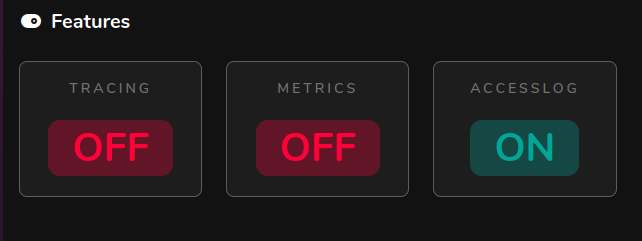 Features
TRACING
METRICS
ACCESSLOG
OFF
OFF
ON